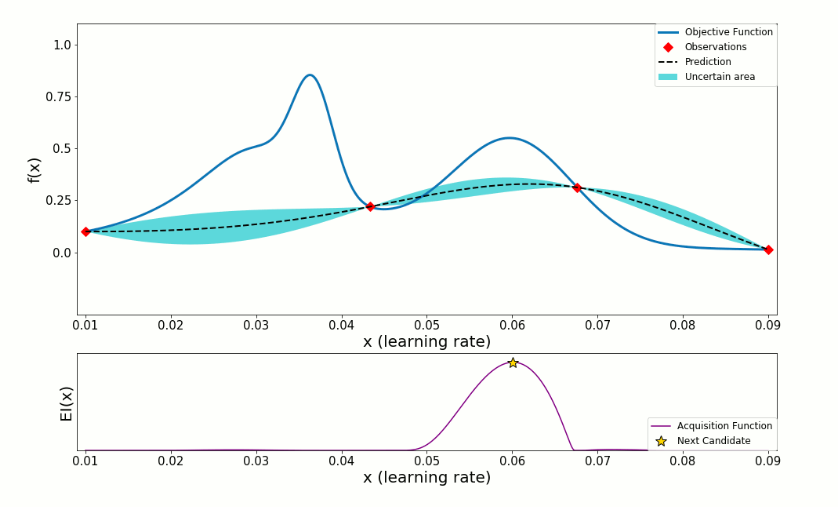 1.0
0.75
0.5
0.25
0.0
f(x)
Objective Function
Observations
Prediction
Uncertain area
0.01 0.02 0.03 0.04 0.05 0.06 0.07 0.08 0.09
x (learning rate)
EI(x)
Acquisition Function
Next Candidate
0.01 0.02 0.03 0.04 0.05 0.06 0.07 0.08 0.09
x (learning rate)